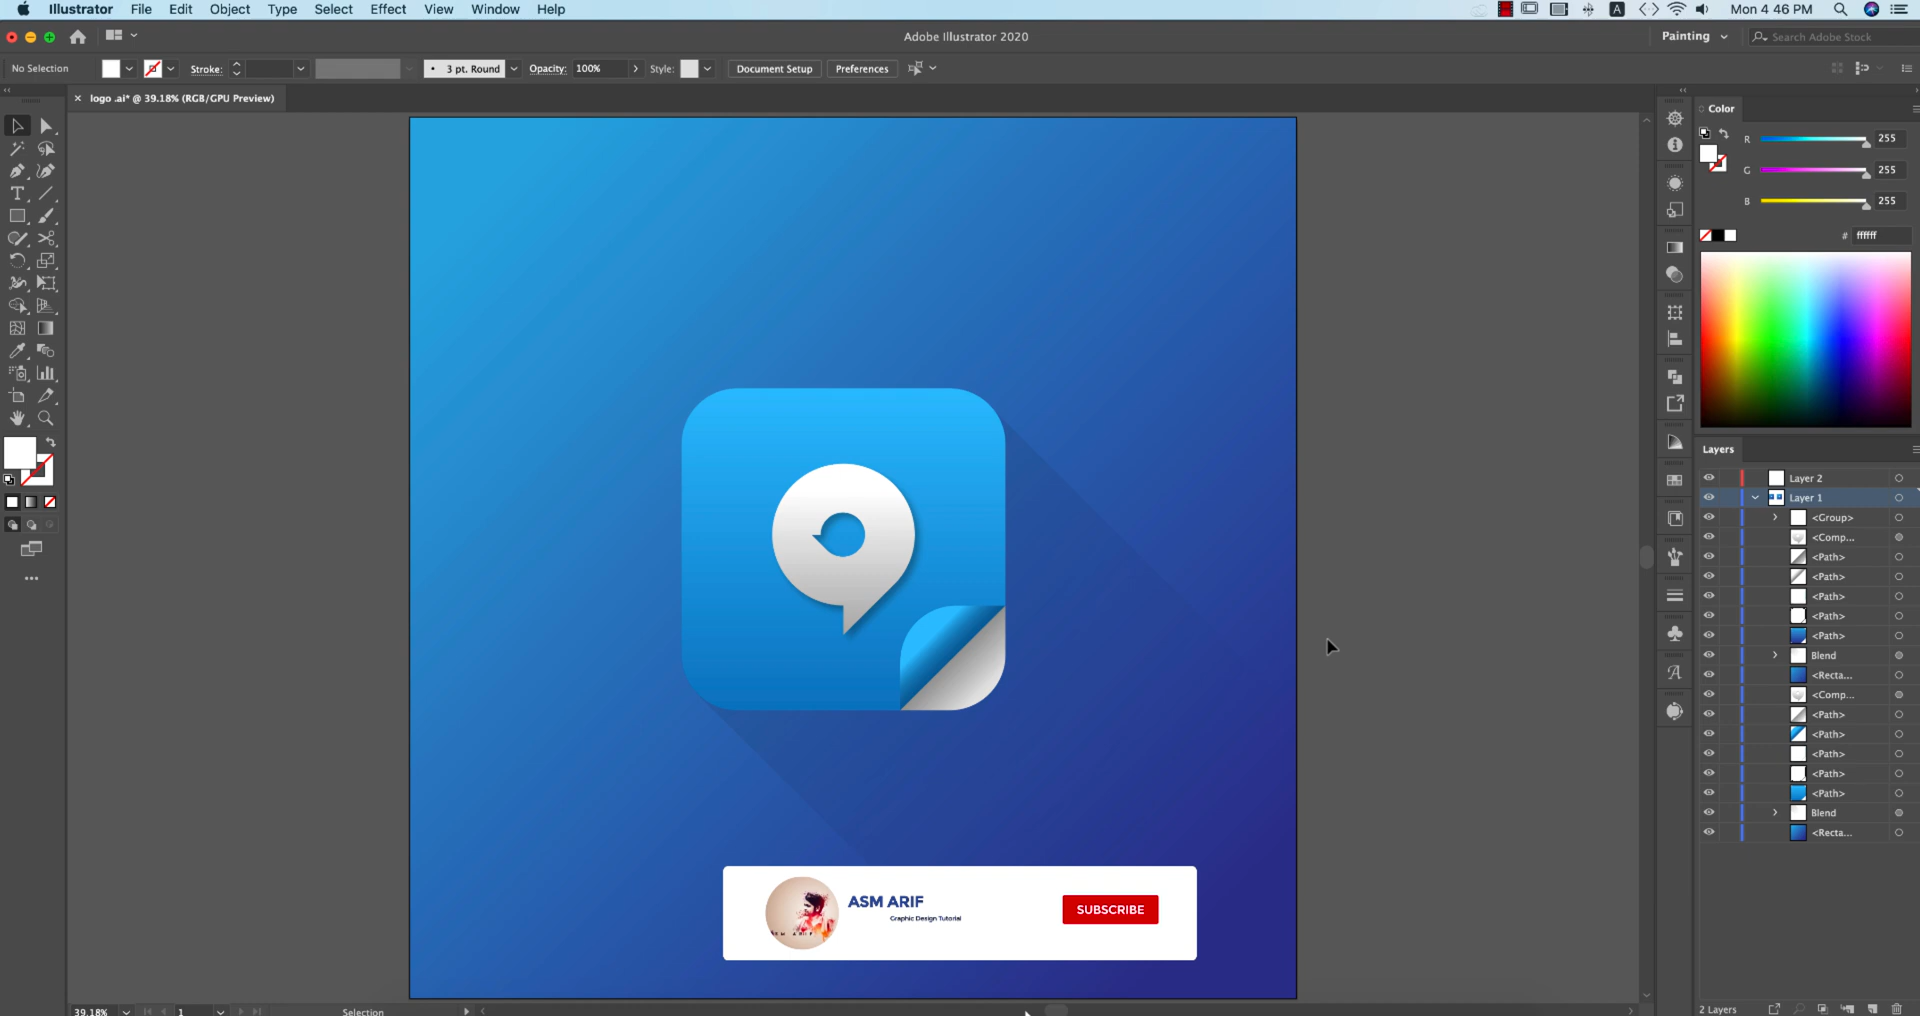 Illustrator File Edit Object Type Select Effect View Window Help
A
Mon 4 46 PM
Adobe Illustrator 2020
Painting
Search Adobe Stock
No Selection
Stroke:
3 pt. Round
Opacity: 100%
Style:
Document Setup
Preferences
logo .ai* @ 39.18% (RGB/GPU Preview)
Color
R 255
G 255
B 255
# ffffff
Layers
Layer 2
Layer 1
<Group>
<Comp...
<Path>
<Path>
<Path>
<Path>
<Path>
Blend
<Recta...
<Comp...
<Path>
<Path>
<Path>
<Path>
<Path>
Blend
<Recta...
ASM ARIF
Graphic Design Tutorial
SUBSCRIBE
39.18%
1
Selection
2 Layers